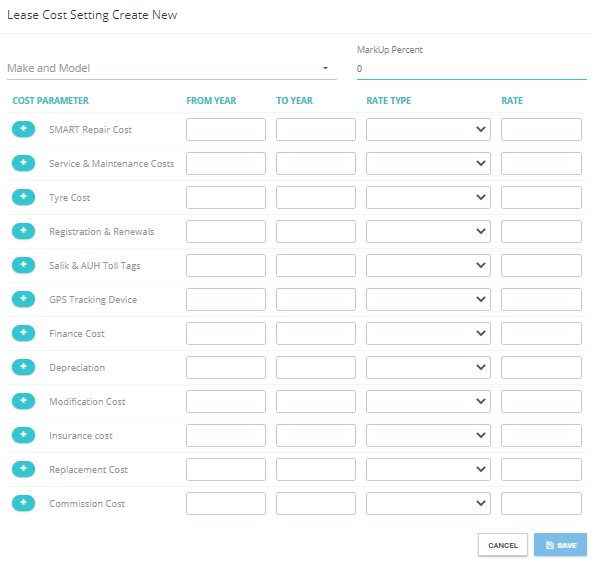 Lease Cost Setting Create New
MarkUp Percent
Make and Model
0
COST PARAMETER FROM YEAR TO YEAR RATE TYPE RATE
SMART Repair Cost
Service & Maintenance Costs
Tyre Cost
Registration & Renewals
Salik & AUH Toll Tags
GPS Tracking Device
Finance Cost
Depreciation
Modification Cost
Insurance cost
Replacement Cost
Commission Cost
CANCEL SAVE